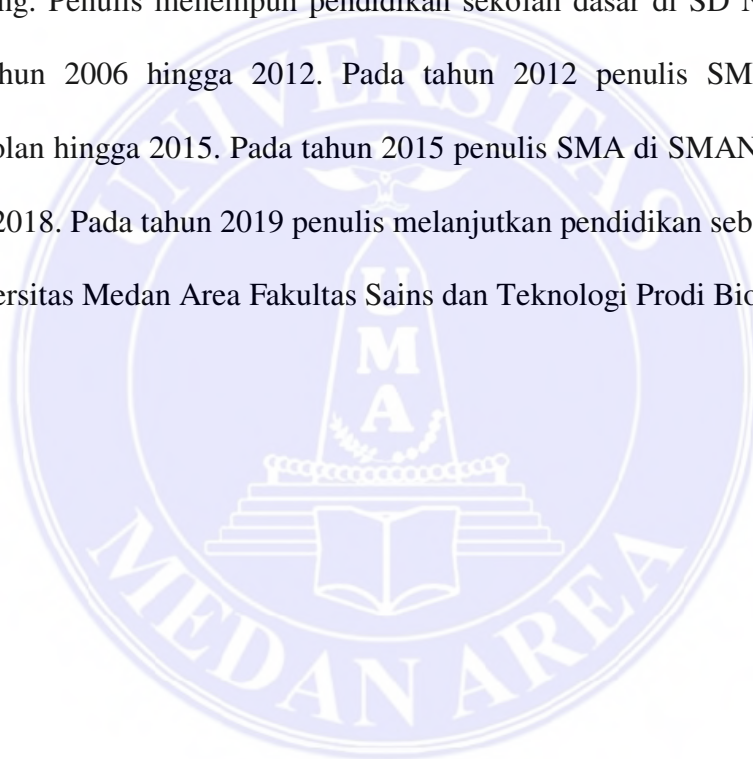 ng. Penulis menempuh pendidikan sekolah dasar di SD N
hun 2006 hingga 2012. Pada tahun 2012 penulis SM
olan hingga 2015. Pada tahun 2015 penulis SMA di SMAN
2018. Pada tahun 2019 penulis melanjutkan pendidikan seb
ersitas Medan Area Fakultas Sains dan Teknologi Prodi Bio
UNIVERSITAS
U
M
A
MEDAN AREA